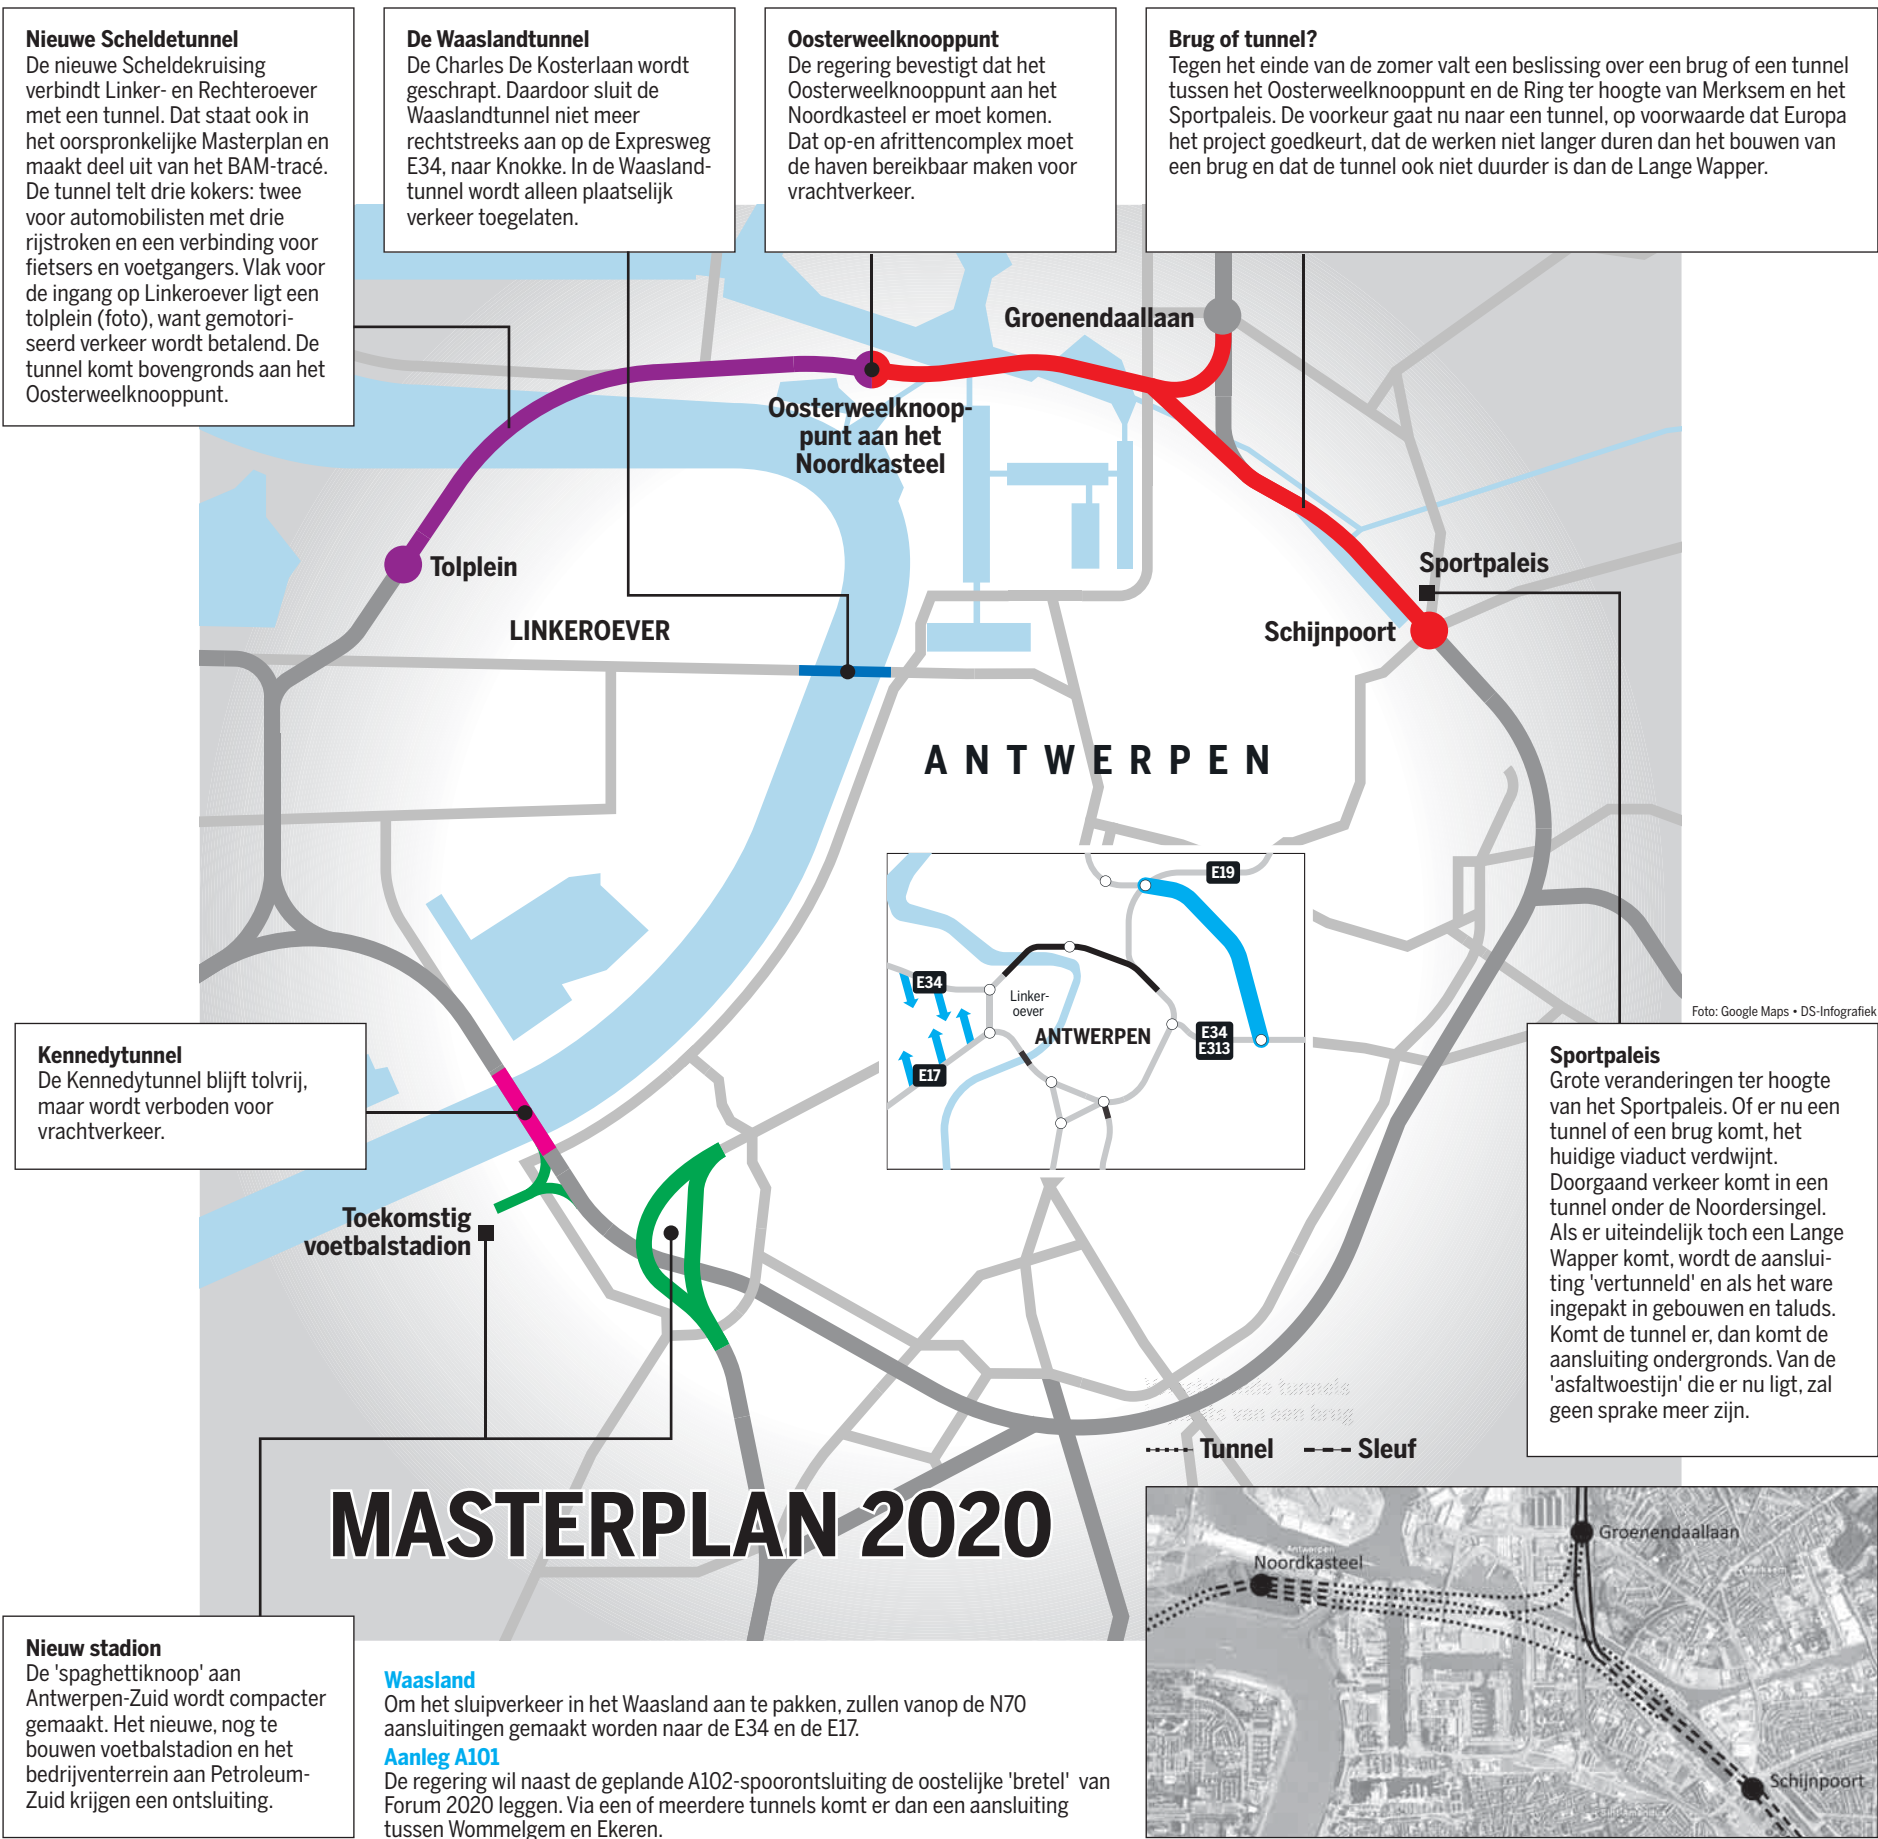 Nieuwe Scheldetunnel
De nieuwe Scheldekruising
verbindt Linker- en Rechteroever
met een tunnel. Dat staat ook in
het oorspronkelijke Masterplan en
maakt deel uit van het BAM-tracé.
De tunnel telt drie kokers: twee
voor automobilisten met drie
rijstroken en een verbinding voor
fietsers en voetgangers. Vlak voor
de ingang op Linkeroever ligt een
tolplein (foto), want gemotori-
seerd verkeer wordt betalend. De
tunnel komt bovengronds aan het
Oosterweelknooppunt.
De Waaslandtunnel
De Charles De Kosterlaan wordt
geschrapt. Daardoor sluit de
Waaslandtunnel niet meer
rechtstreeks aan op de Expresweg
E34, naar Knokke. In de Waasland-
tunnel wordt alleen plaatselijk
verkeer toegelaten.
Oosterweelknooppunt
De regering bevestigt dat het
Oosterweelknooppunt aan het
Noordkasteel er moet komen.
Dat op-en afrittencomplex moet
de haven bereikbaar maken voor
vrachtverkeer.
Brug of tunnel?
Tegen het einde van de zomer valt een beslissing over een brug of een tunnel
tussen het Oosterweelknooppunt en de Ring ter hoogte van Merksem en het
Sportpaleis. De voorkeur gaat nu naar een tunnel, op voorwaarde dat Europa
het project goedkeurt, dat de werken niet langer duren dan het bouwen van
een brug en dat de tunnel ook niet duurder is dan de Lange Wapper.
Groenendaallaan
Oosterweelknoop-
punt aan het
Noordkasteel
Tolplein
Sportpaleis
LINKEROEVER
Schijnpoort
ANTWERPEN
E19
E34
Linker-
oever
ANTWERPEN
E34
E313
E17
Foto: Google Maps • DS-Infografiek
Kennedytunnel
De Kennedytunnel blijft tolvrij,
maar wordt verboden voor
vrachtverkeer.
Sportpaleis
Grote veranderingen ter hoogte
van het Sportpaleis. Of er nu een
tunnel of een brug komt, het
huidige viaduct verdwijnt.
Doorgaand verkeer komt in een
tunnel onder de Noordersingel.
Als er uiteindelijk toch een Lange
Wapper komt, wordt de aanslui-
ting 'vertunneld' en als het ware
ingepakt in gebouwen en taluds.
Komt de tunnel er, dan komt de
aansluiting ondergronds. Van de
'asfaltwoestijn' die er nu ligt, zal
geen sprake meer zijn.
Toekomstig
voetbalstadion
tunnels
van een brug
Tunnel
Sleuf
MASTERPLAN 2020
Groenendaallaan
Antwerpen
Noordkasteel
Schijnpoort
Nieuw stadion
De 'spaghettiknoop' aan
Antwerpen-Zuid wordt compacter
gemaakt. Het nieuwe, nog te
bouwen voetbalstadion en het
bedrijventerrein aan Petroleum-
Zuid krijgen een ontsluiting.
Waasland
Om het sluipverkeer in het Waasland aan te pakken, zullen vanop de N70
aansluitingen gemaakt worden naar de E34 en de E17.
Aanleg A101
De regering wil naast de geplande A102-spoorontsluiting de oostelijke 'bretel' van
Forum 2020 leggen. Via een of meerdere tunnels komt er dan een aansluiting
tussen Wommelgem en Ekeren.